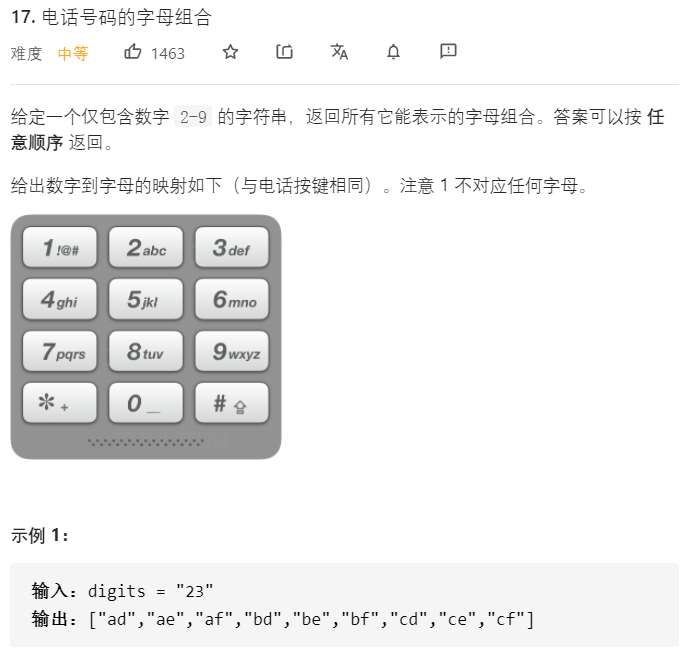 17. 电话号码的字母组合
难度 中等 1463
给定一个仅包含数字 2-9 的字符串，返回所有它能表示的字母组合。答案可以按 任
意顺序 返回。
给出数字到字母的映射如下（与电话按键相同）。注意 1 不对应任何字母。
1 !@# 2 abc 3 def
4 ghi 5 jkl 6 mno
7 pqrs 8 tuv 9 wxyz
* + 0 _ #
示例 1：
输入：digits = "23"
输出：["ad","ae","af","bd","be","bf","cd","ce","cf"]